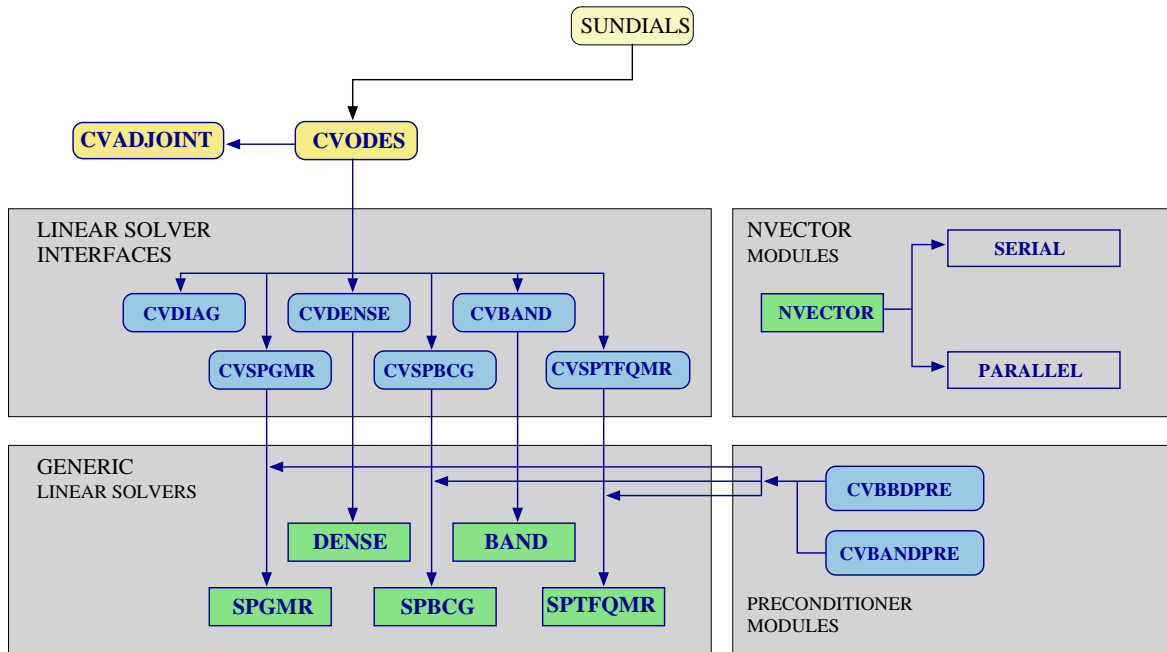 SUNDIALS
CVADJOINT
CVODES
LINEAR SOLVER
INTERFACES
CVDIAG
CVDENSE
CVBAND
CVSPGMR
CVSPBCG
CVSPTFQMR
NVECTOR
MODULES
SERIAL
NVECTOR
PARALLEL
GENERIC
LINEAR SOLVERS
DENSE
BAND
SPGMR
SPBCG
SPTFQMR
CVBBDPRE
CVBANDPRE
PRECONDITIONER
MODULES